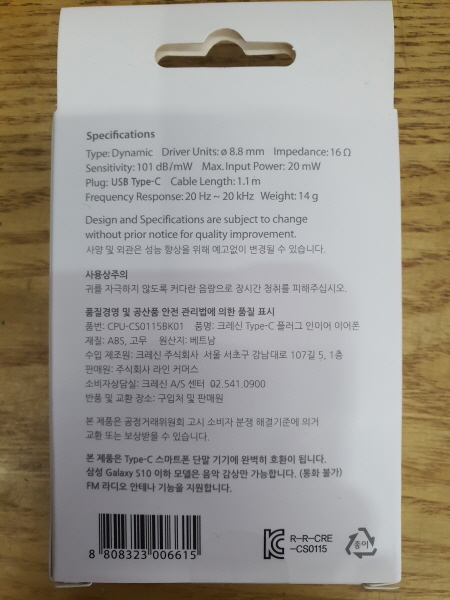 Specifications
Type: Dynamic Driver Units: ø 8.8 mm Impedance: 16 Ω
Sensitivity: 101 dB/mW Max. Input Power: 20 mW
Plug: USB Type-C Cable Length: 1.1 m
Frequency Response: 20 Hz ~ 20 kHz Weight: 14 g
Design and Specifications are subject to change
without prior notice for quality improvement.
사양 및 외관은 성능 향상을 위해 예고없이 변경될 수 있습니다.
사용상주의
귀를 자극하지 않도록 커다란 음량으로 장시간 청취를 피해주십시오.
품질경영 및 공산품 안전 관리법에 의한 품질 표시
품번: CPU-CS0115BK01 품명: 크레신 Type-C 플러그 인이어 이어폰
재질: ABS, 고무 원산지: 베트남
수입 제조원: 크레신 주식회사 서울 서초구 강남대로 107길 5, 1층
판매원: 주식회사 라인 커머스
소비자상담실: 크레신 A/S 센터 ☎02.541.0900
반품 및 교환 장소: 구입처 및 판매원
본 제품은 공정거래위원회 고시 소비자 분쟁 해결기준에 의거
교환 또는 보상받을 수 있습니다.
본 제품은 Type-C 스마트폰 단말 기기에 완벽히 호환이 됩니다.
삼성 Galaxy S10 이하 모델은 음악 감상만 가능합니다. (통화 불가)
FM 라디오 안테나 기능을 지원합니다.
8 808323 006615
R-R-CRE
-CS0115
종이